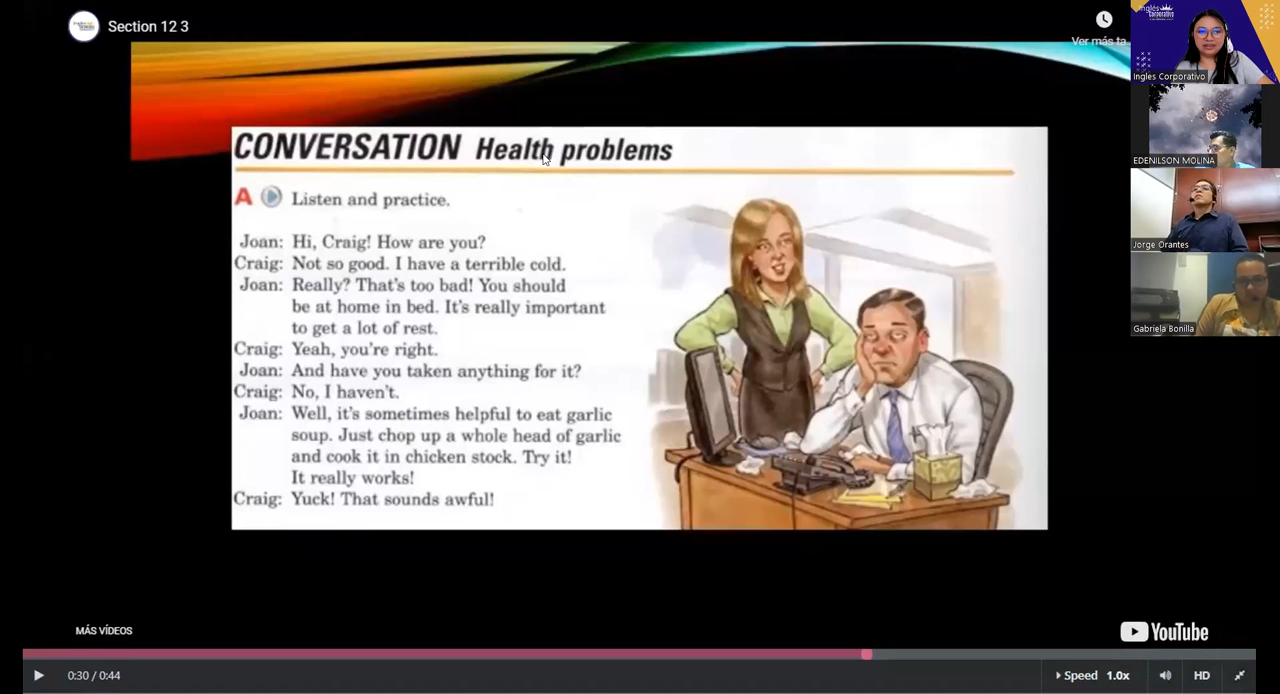 Section 12 3
Ver más ta
Inglés
Corporativo
Ingles Corporativo
EDENILSON MOLINA
Jorge Orantes
Gabriela Bonilla
CONVERSATION Health problems
A Listen and practice.
Joan: Hi, Craig! How are you?
Craig: Not so good. I have a terrible cold.
Joan: Really? That's too bad! You should
be at home in bed. It's really important
to get a lot of rest.
Craig: Yeah, you're right.
Joan: And have you taken anything for it?
Craig: No, I haven't.
Joan: Well, it's sometimes helpful to eat garlic
soup. Just chop up a whole head of garlic
and cook it in chicken stock. Try it!
It really works!
Craig: Yuck! That sounds awful!
MÁS VÍDEOS
YouTube
0:30 / 0:44
Speed 1.0x
HD